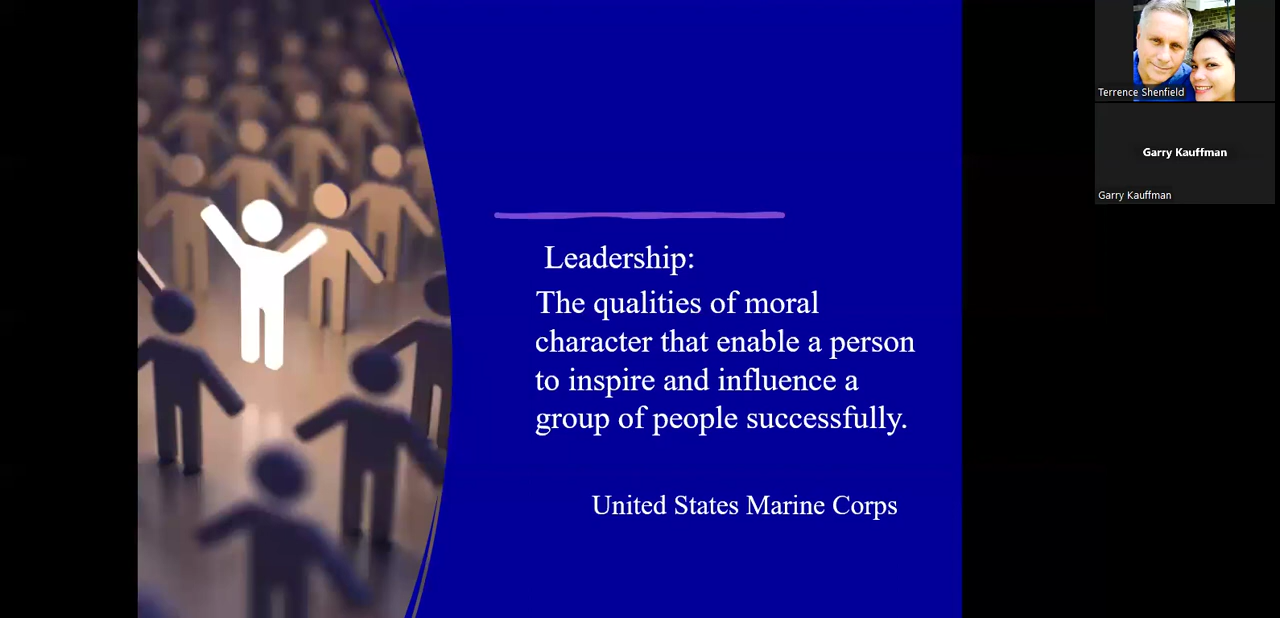 Leadership:
The qualities of moral
character that enable a person
to inspire and influence a
group of people successfully.
United States Marine Corps
Terrence Shenfield
Garry Kauffman
Garry Kauffman